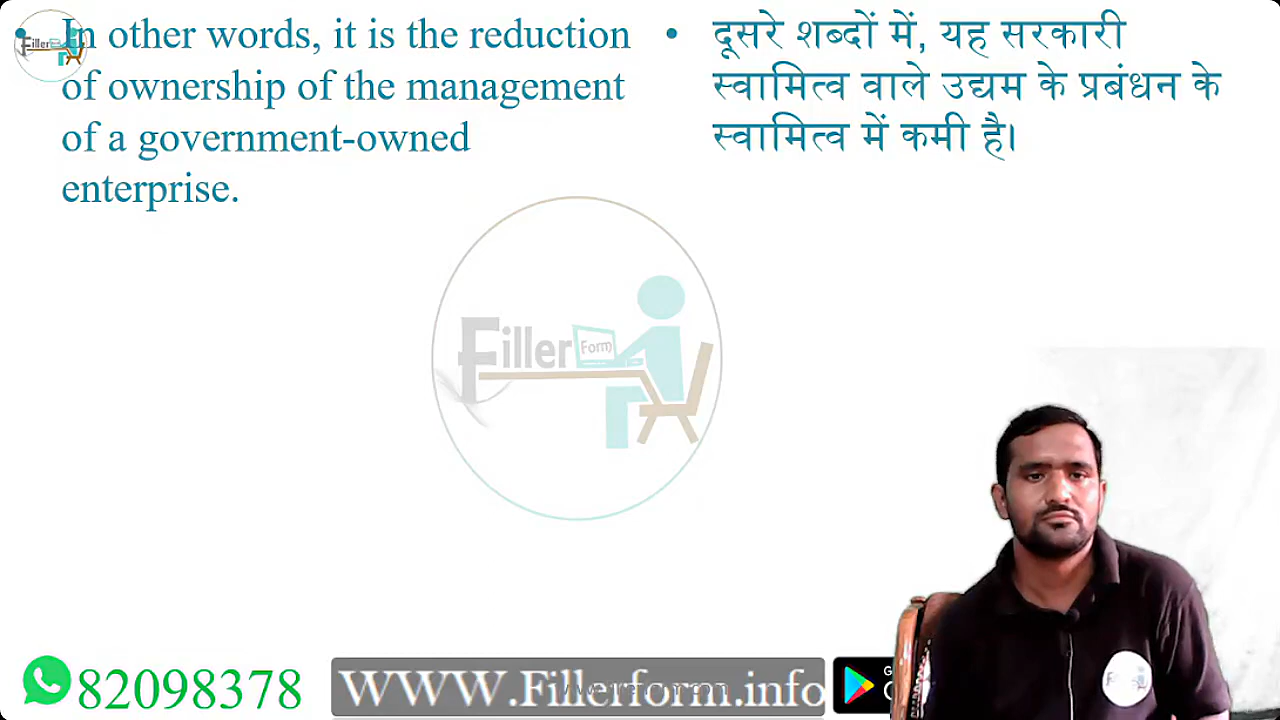 In other words, it is the reduction
of ownership of the management
of a government-owned
enterprise.
दूसरे शब्दों में, यह सरकारी
स्वामित्व वाले उद्यम के प्रबंधन के
स्वामित्व में कमी है।
Filler
Form
82098378
WWW.Fillerform.info